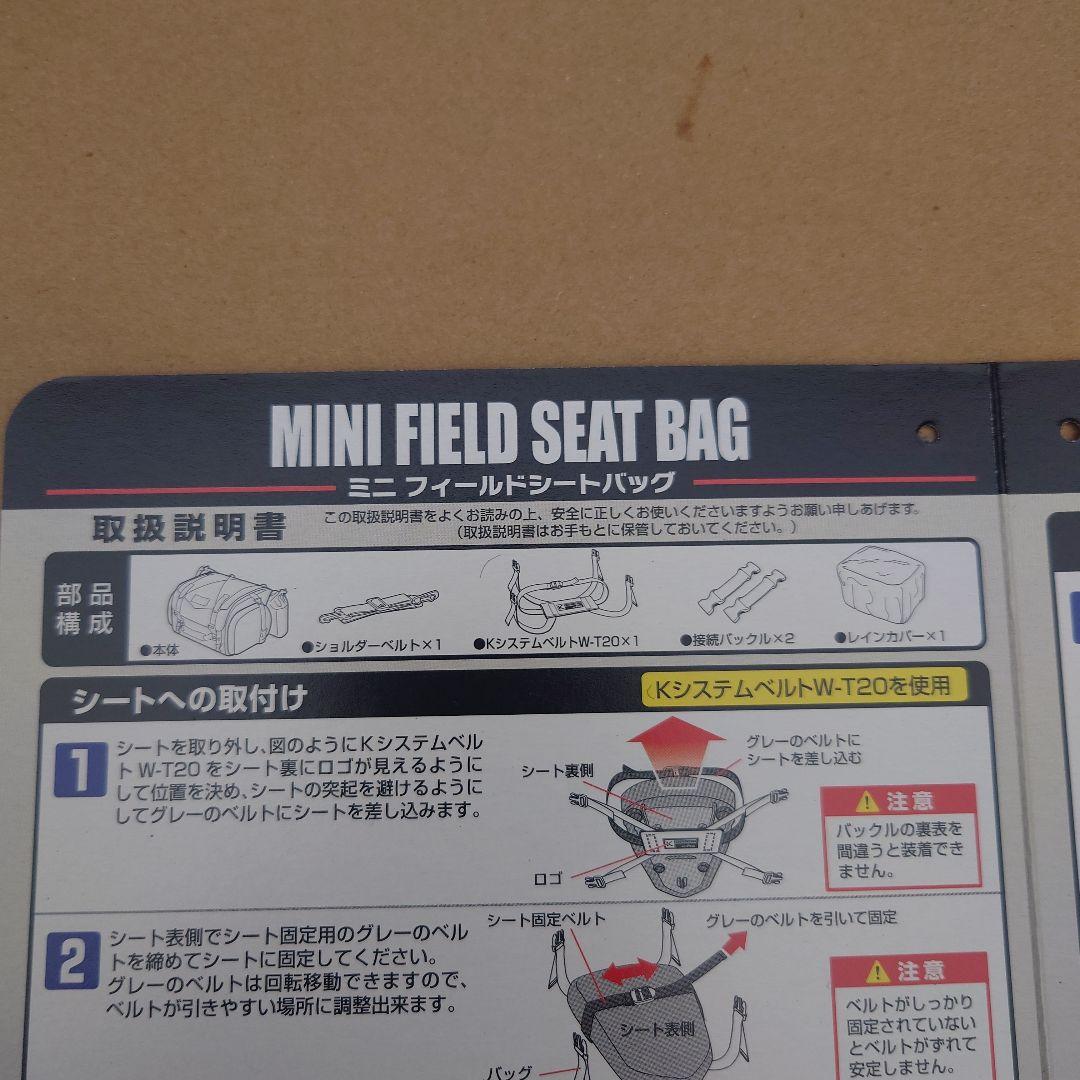 MINI FIELD SEAT BAG
ミニ フィールドシートバッグ
取扱説明書
この取扱説明書をよくお読みの上、安全に正しくお使いくださいますようお願い申しあげます。
(取扱説明書はお手もとに保管しておいてください。)
部品
構成
●本体
●ショルダーベルト×1
●KシステムベルトW-T20×1
●接続バックル×2
●レインカバー×1
シートへの取付け
KシステムベルトW-T20を使用
1
シートを取り外し、図のようにKシステムベル
ト W-T20 をシート裏にロゴが見えるように
して位置を決め、シートの突起を避けるように
してグレーのベルトにシートを差し込みます。
シート裏側
グレーのベルトに
シートを差し込む
ロゴ
注意
バックルの裏表を
間違うと装着でき
ません。
2
シート表側でシート固定用のグレーのベル
トを締めてシートに固定してください。
グレーのベルトは回転移動できますので、
ベルトが引きやすい場所に調整出来ます。
シート固定ベルト
グレーのベルトを引いて固定
シート表側
バッグ
注意
ベルトがしっかり
固定されていない
とベルトがずれて
安定しません。